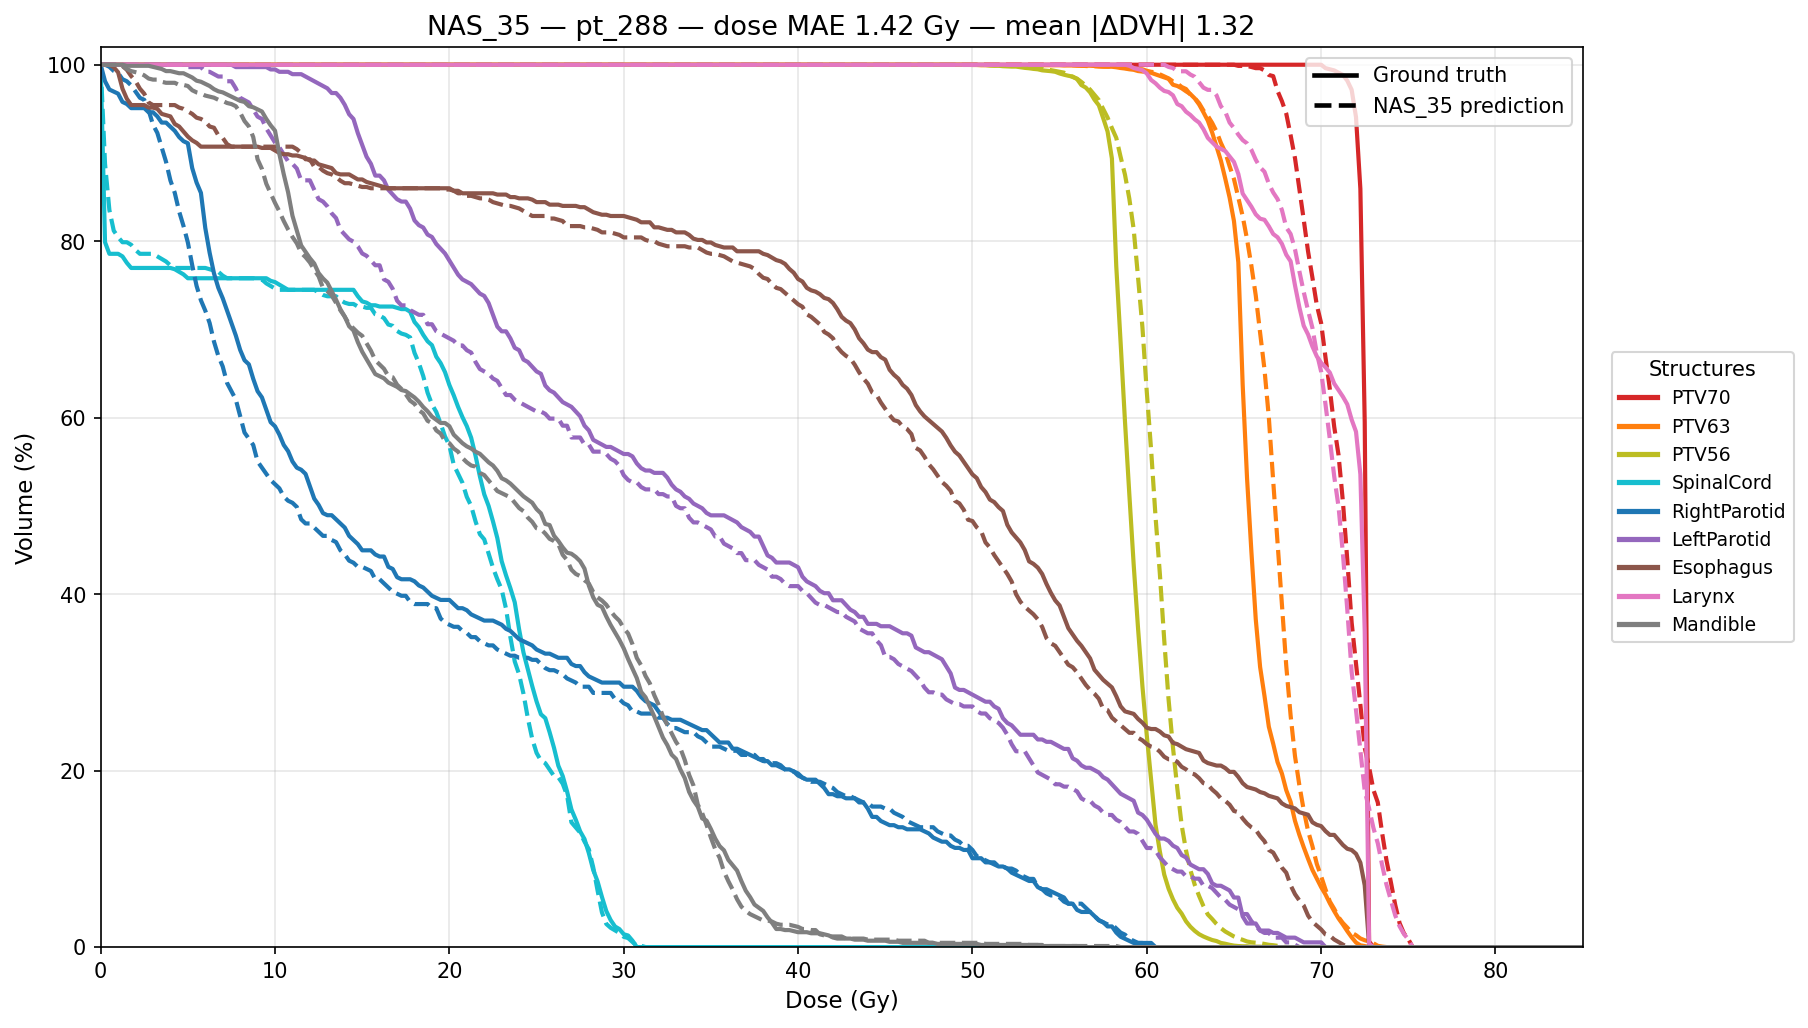 NAS_35 — pt_288 — dose MAE 1.42 Gy — mean |ΔDVH| 1.32
Ground truth
NAS_35 prediction
Volume (%)
100
80
60
40
20
0
0 10 20 30 40 50 60 70 80
Dose (Gy)
Structures
PTV70
PTV63
PTV56
SpinalCord
RightParotid
LeftParotid
Esophagus
Larynx
Mandible